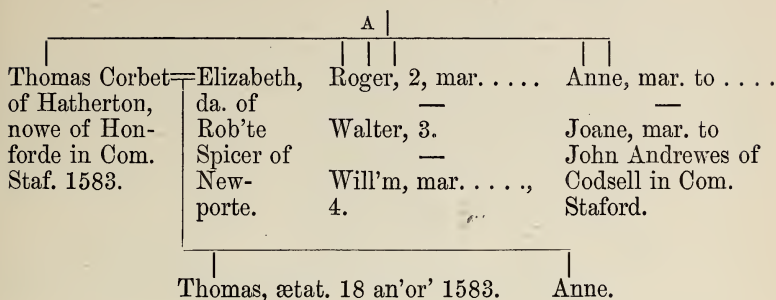 A
Thomas Corbet
of Hatherton,
nowe of Hon-
forde in Com.
Staf. 1583.
Elizabeth,
da. of
Rob'te
Spicer of
New-
porte.
Roger, 2, mar. . . . . .
—
Walter, 3.
—
Will'm, mar. . . . . .,
4.
Anne, mar. to . . . .
—
Joane, mar. to
John Andrewes of
Codsell in Com.
Staford.
Thomas, ætat. 18 an'or' 1583.
Anne.